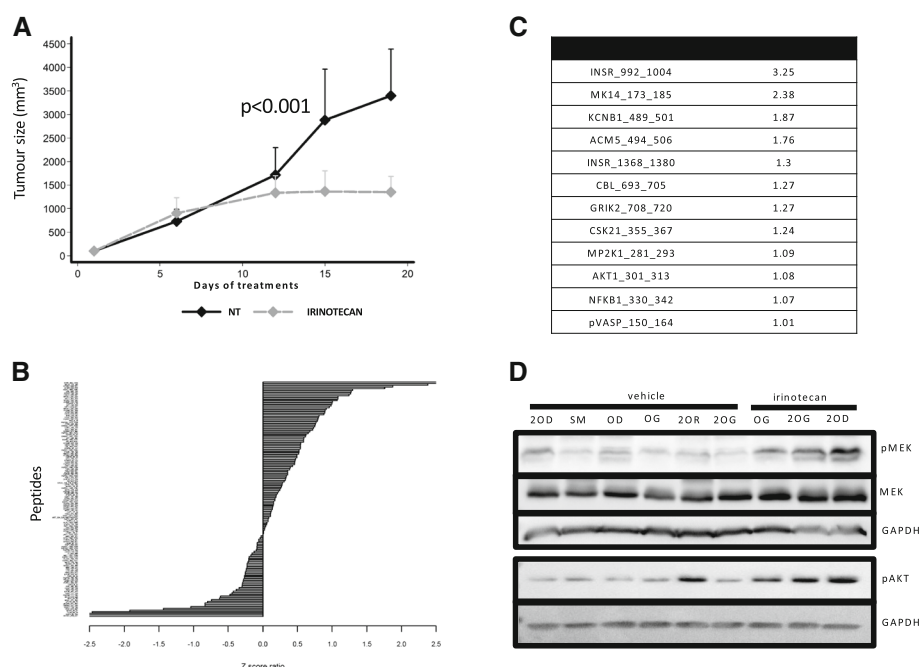 A
4500
4000
3500
3000
2500
2000
1500
1000
500
0
Tumour size (mm³)
p<0.001
0 5 10 15 20
Days of treatments
NT IRINOTECAN
B
Peptides
-2.5 -2.0 -1.5 -1.0 -0.5 0.0 0.5 1.0 1.5 2.0 2.5
Z score ratio
C
INSR_992_1004 3.25
MK14_173_185 2.38
KCNB1_489_501 1.87
ACM5_494_506 1.76
INSR_1368_1380 1.3
CBL_693_705 1.27
GRIK2_708_720 1.27
CSK21_355_367 1.24
MP2K1_281_293 1.09
AKT1_301_313 1.08
NFKB1_330_342 1.07
pVASP_150_164 1.01
D
vehicle irinotecan
2OD SM OD OG 2OR 2OG OG 2OG 2OD
pMEK
MEK
GAPDH
pAKT
GAPDH